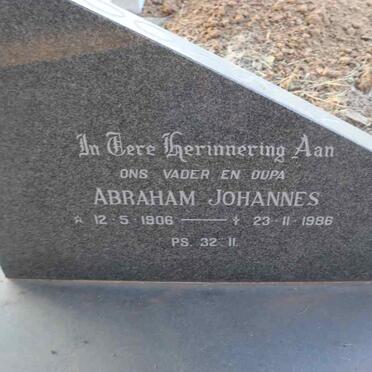 In Tere Herinnering Aan
ONS VADER EN OUPA
ABRAHAM JOHANNES
☆ 12·5·1906 — ✝ 23·11·1986
PS. 32·11.